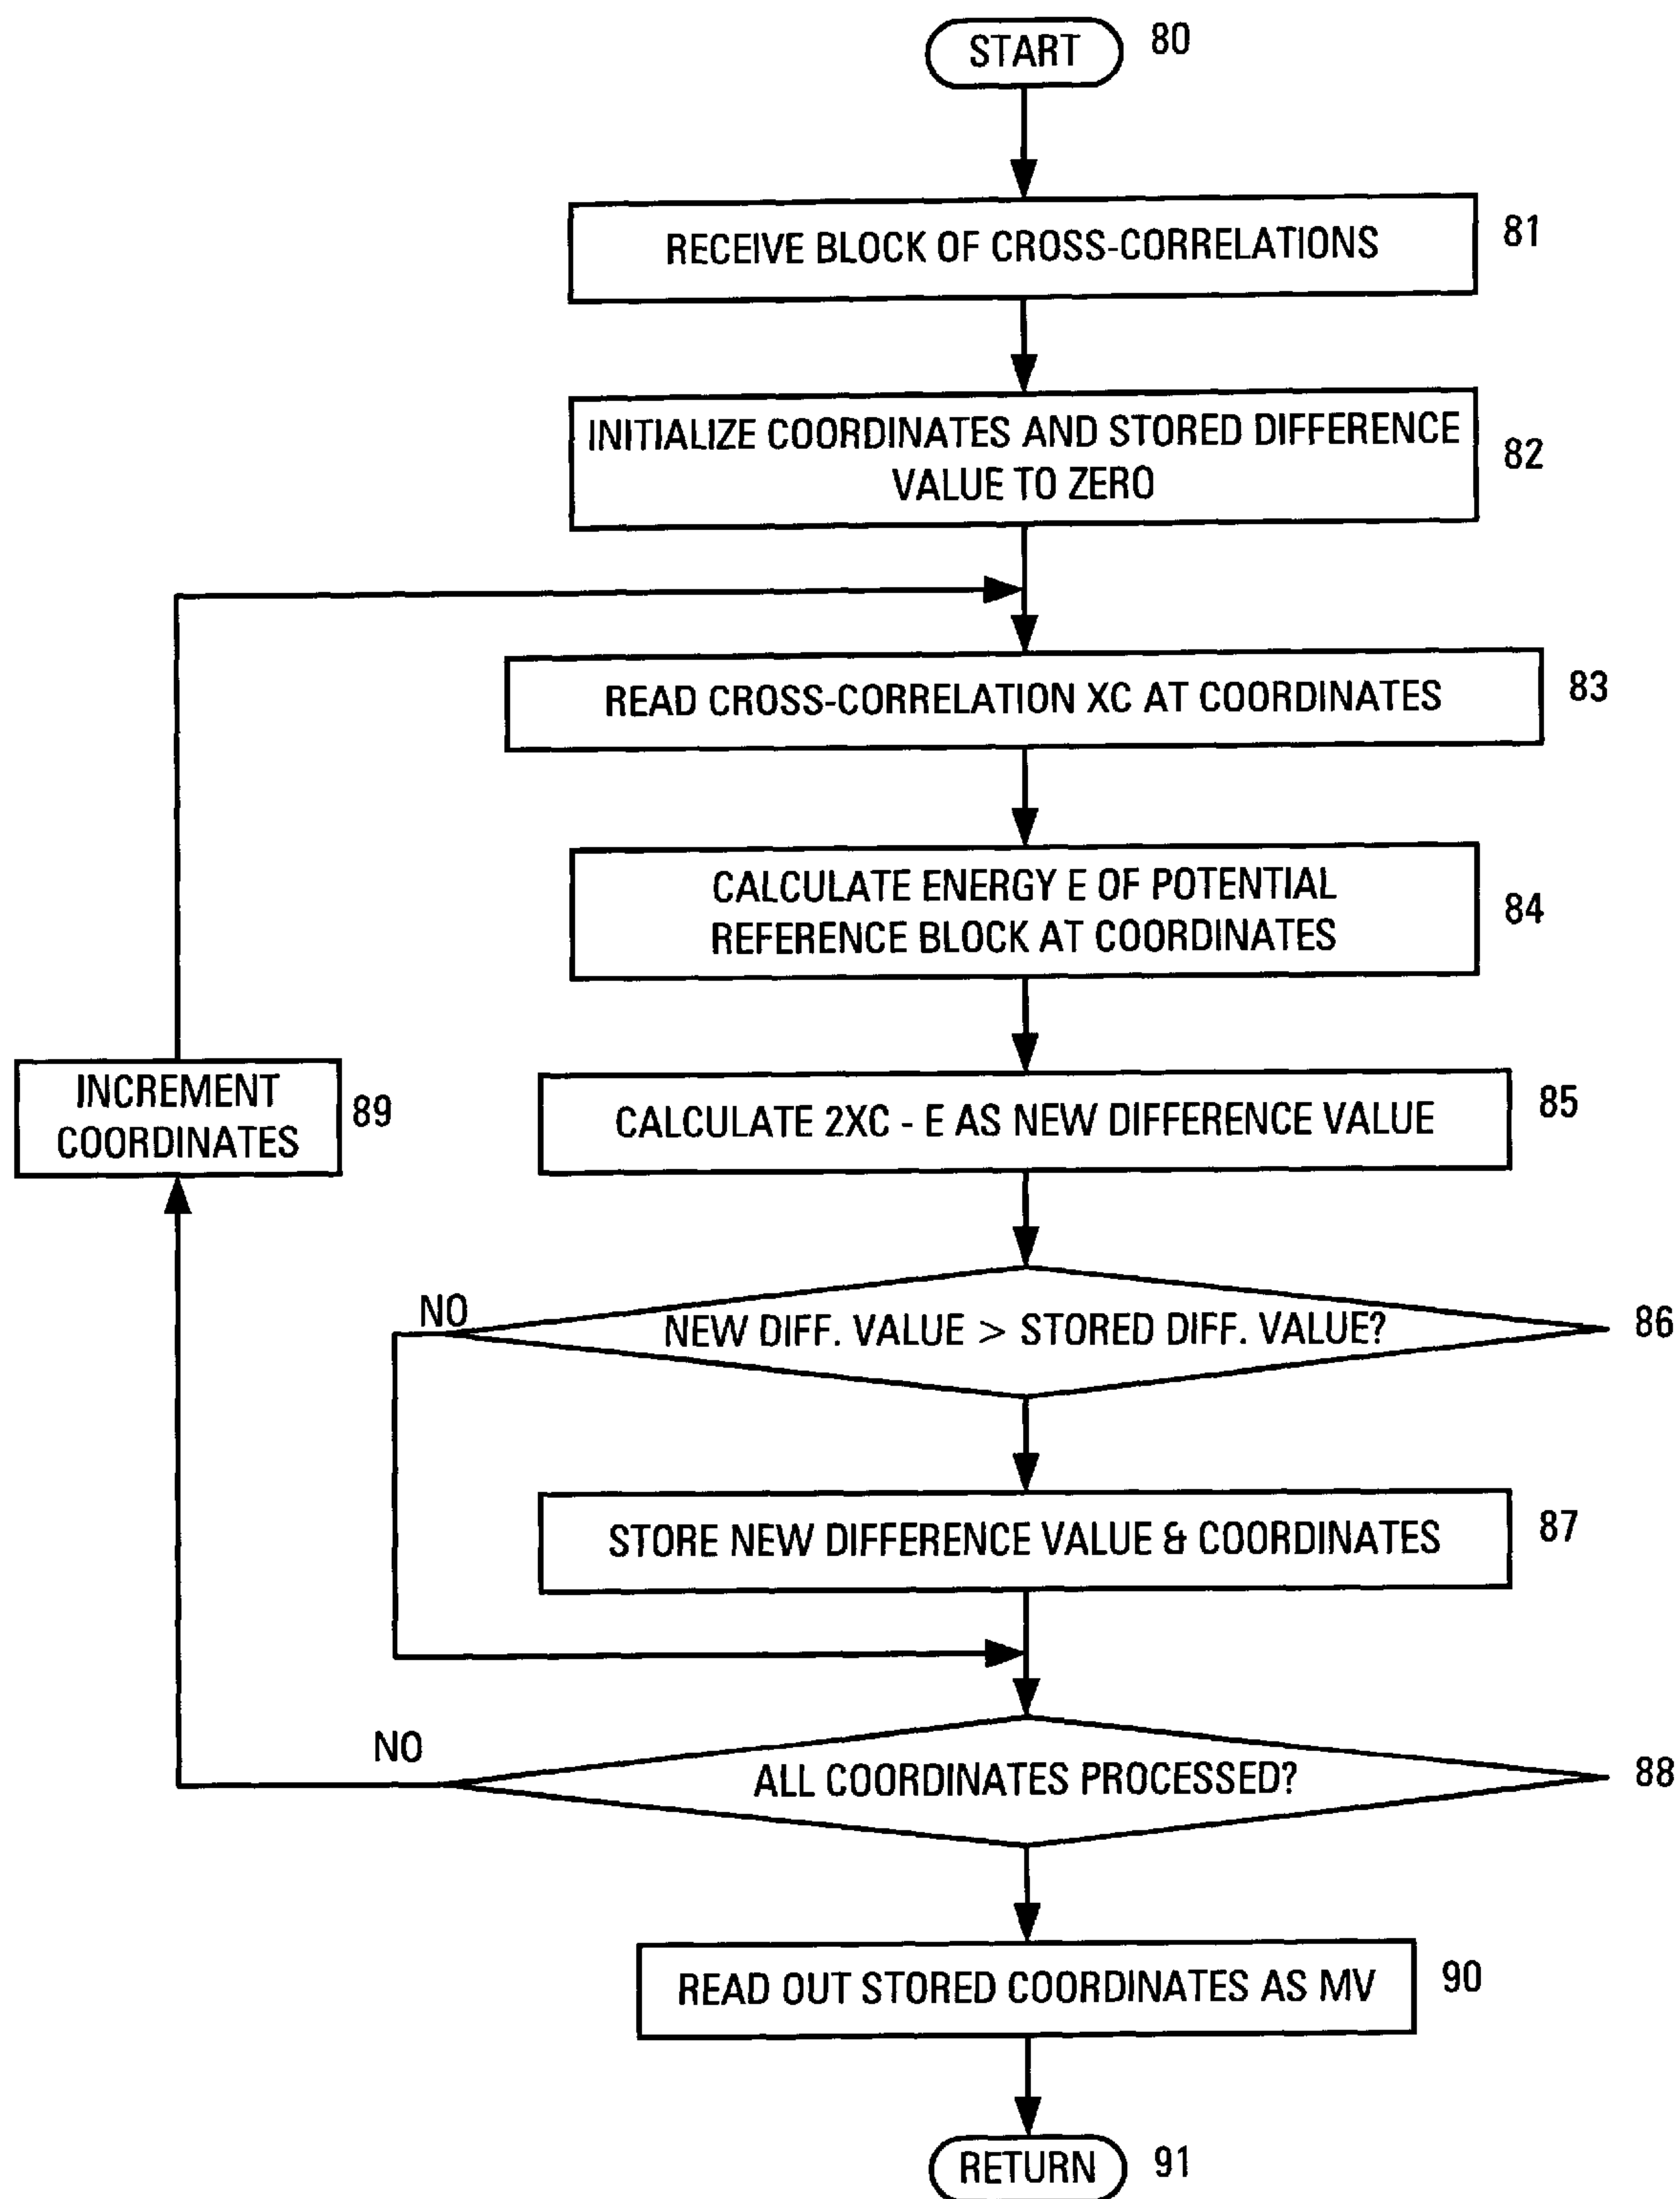 START
80
RECEIVE BLOCK OF CROSS-CORRELATIONS
81
INITIALIZE COORDINATES AND STORED DIFFERENCE
VALUE TO ZERO
82
READ CROSS-CORRELATION XC AT COORDINATES
83
CALCULATE ENERGY E OF POTENTIAL
REFERENCE BLOCK AT COORDINATES
84
INCREMENT
COORDINATES
89
CALCULATE 2XC - E AS NEW DIFFERENCE VALUE
85
NO
NEW DIFF. VALUE > STORED DIFF. VALUE?
86
STORE NEW DIFFERENCE VALUE & COORDINATES
87
NO
ALL COORDINATES PROCESSED?
88
READ OUT STORED COORDINATES AS MV
90
RETURN
91